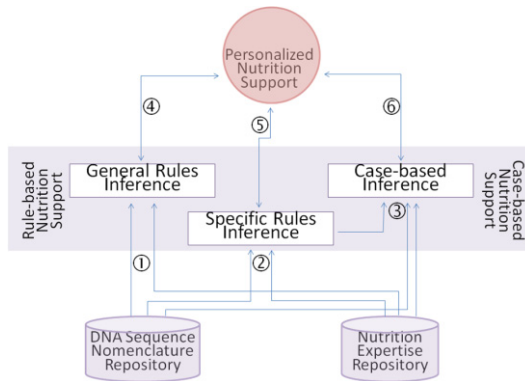 Personalized
Nutrition
Support
④
⑥
⑤
Rule-based
Nutrition
Support
General Rules
Inference
Case-based
Inference
Case-based
Nutrition
Support
③
Specific Rules
Inference
①
②
DNA Sequence
Nomenclature
Repository
Nutrition
Expertise
Repository